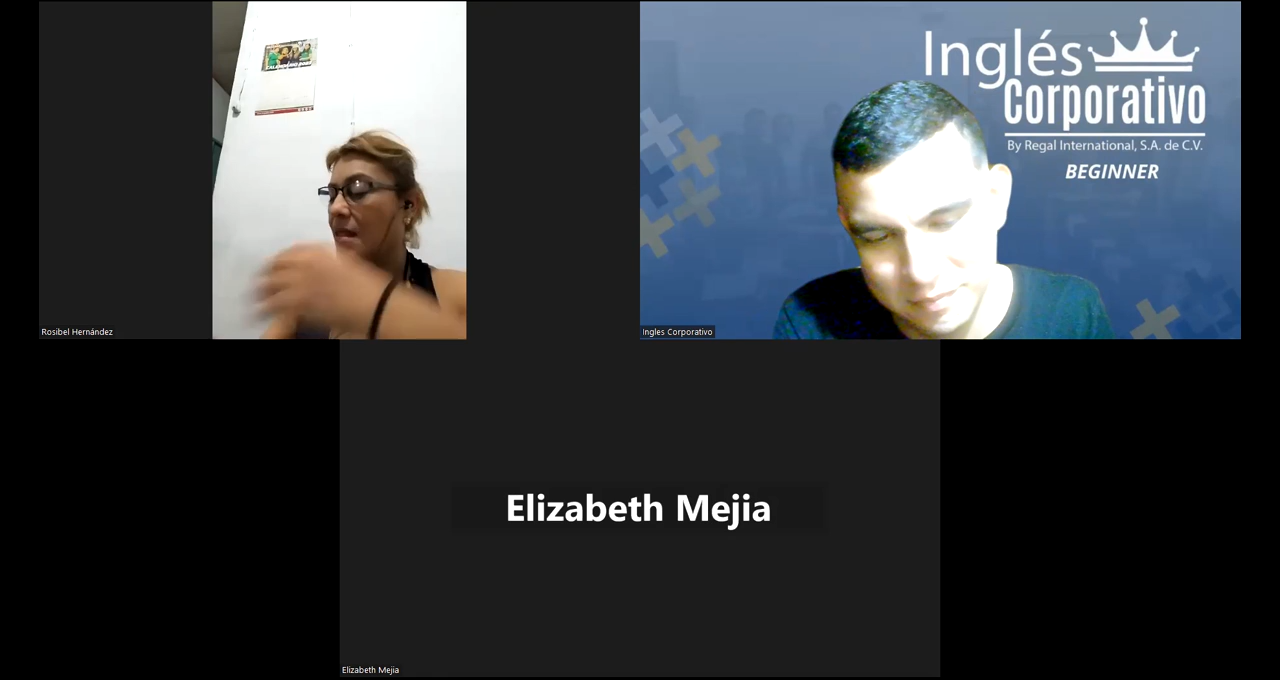 Inglés
Corporativo
By Regal International, S.A. de C.V.
BEGINNER
Rosibel Hernández
Ingles Corporativo
Elizabeth Mejia
Elizabeth Mejia